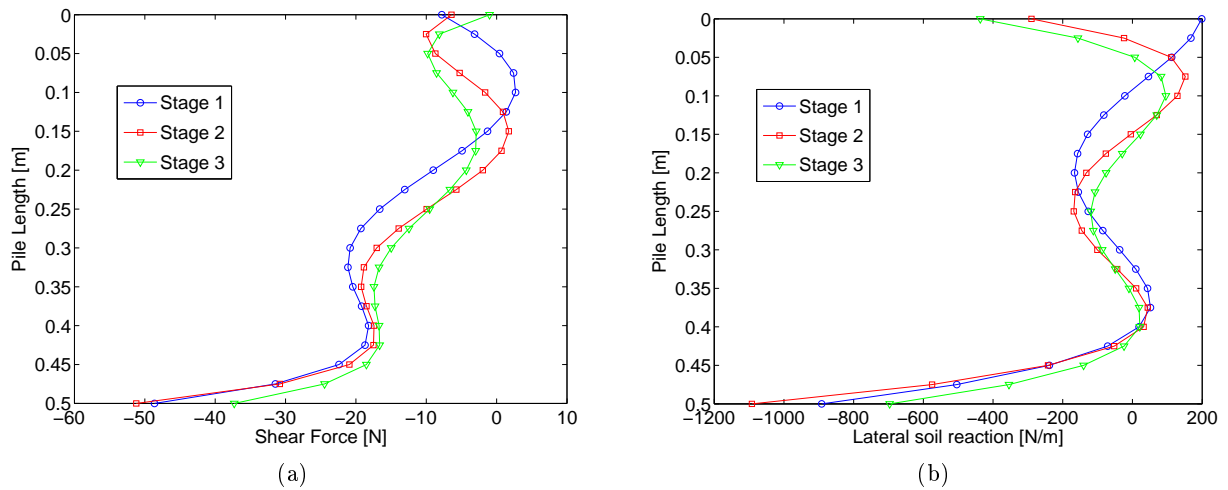 0
0.05
0.1
0.15
0.2
0.25
0.3
0.35
0.4
0.45
0.5
Pile Length [m]
Stage 1
Stage 2
Stage 3
−60 −50 −40 −30 −20 −10 0 10
Shear Force [N]
(a)
0
0.05
0.1
0.15
0.2
0.25
0.3
0.35
0.4
0.45
0.5
Pile Length [m]
Stage 1
Stage 2
Stage 3
−1200 −1000 −800 −600 −400 −200 0 200
Lateral soil reaction [N/m]
(b)